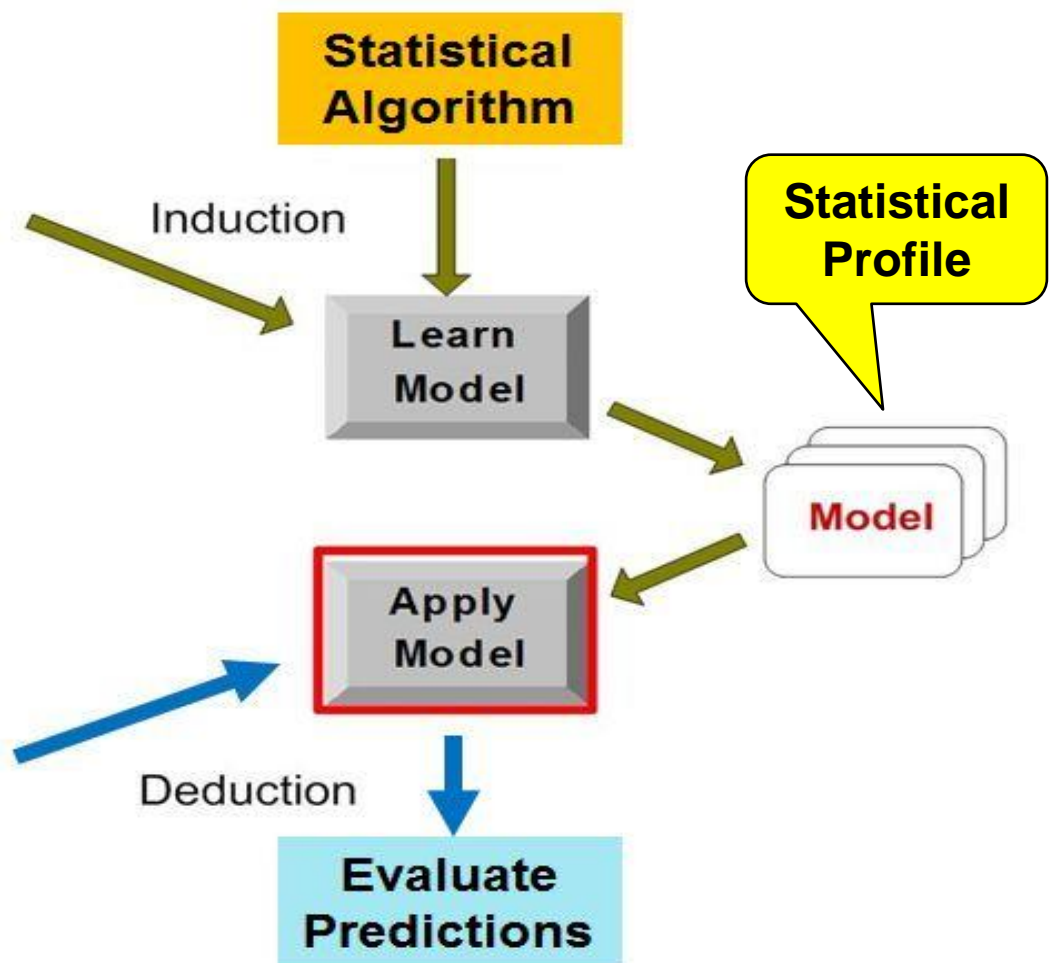 Statistical
Algorithm
Induction
Statistical
Profile
Learn
Model
Model
Apply
Model
Deduction
Evaluate
Predictions